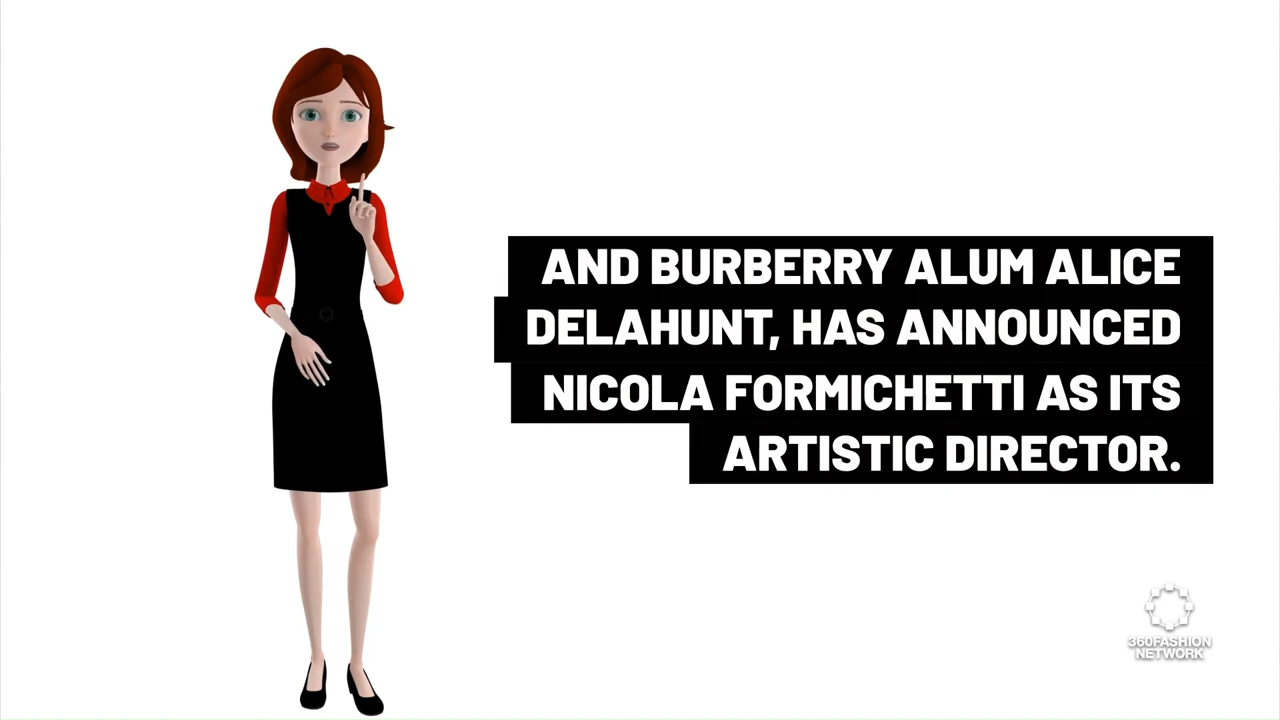 AND BURBERRY ALUM ALICE
DELAHUNT, HAS ANNOUNCED
NICOLA FORMICHETTI AS ITS
ARTISTIC DIRECTOR.
360FASHION
NETWORK